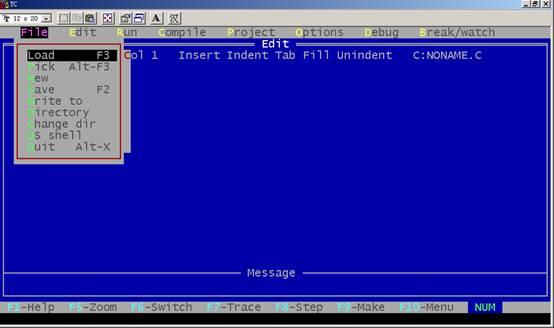 TC
12 x 20 A 汉
File Edit Run Compile Project Options Debug Break/watch
Edit
Col 1 Insert Indent Tab Fill Unindent C:NONAME.C
Load F3
Pick Alt-F3
New
Save F2
Write to
Directory
Change dir
OS shell
Quit Alt-X
Message
F1-Help F5-Zoom F6-Switch F7-Trace F8-Step F9-Make F10-Menu NUM